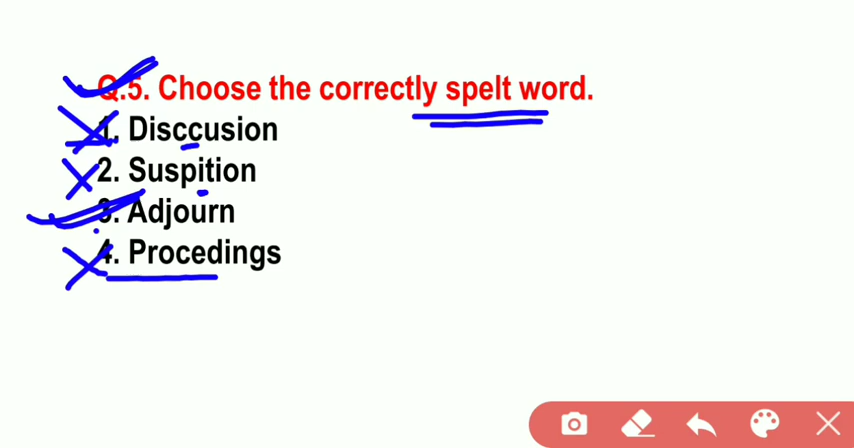 Q.5. Choose the correctly spelt word.
1. Disccusion
2. Suspition
3. Adjourn
4. Procedings